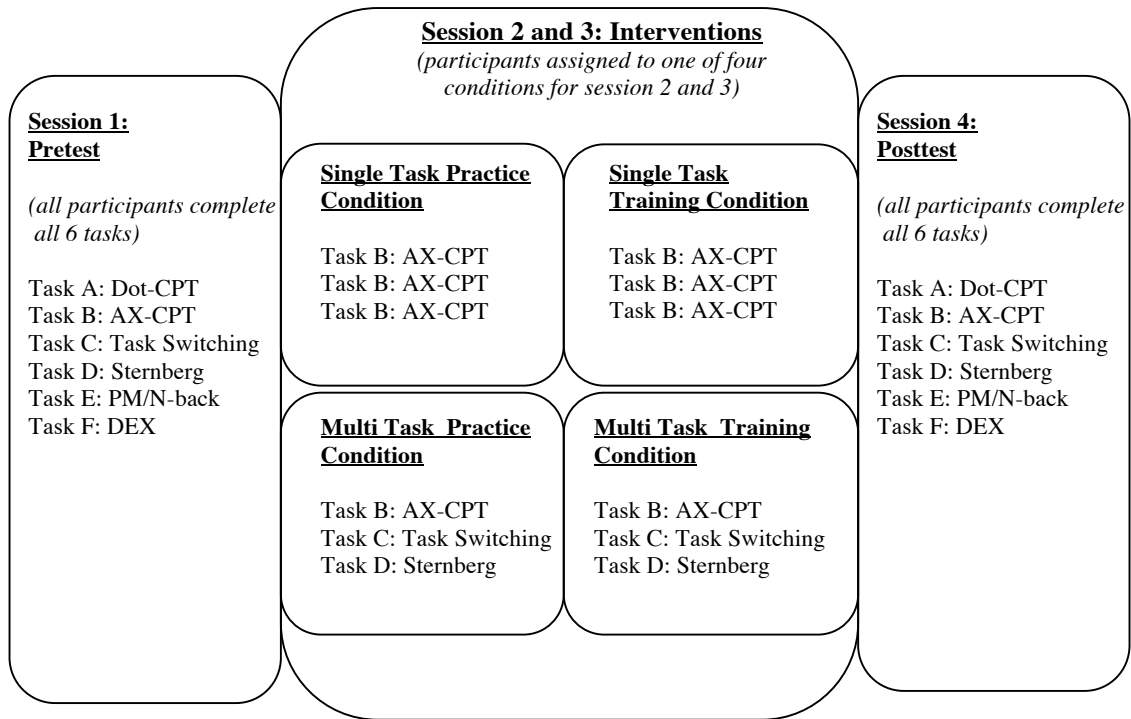 Session 2 and 3: Interventions
(participants assigned to one of four
conditions for session 2 and 3)
Session 1:
Pretest
(all participants complete
all 6 tasks)
Task A: Dot-CPT
Task B: AX-CPT
Task C: Task Switching
Task D: Sternberg
Task E: PM/N-back
Task F: DEX
Single Task Practice
Condition
Task B: AX-CPT
Task B: AX-CPT
Task B: AX-CPT
Single Task
Training Condition
Task B: AX-CPT
Task B: AX-CPT
Task B: AX-CPT
Multi Task Practice
Condition
Task B: AX-CPT
Task C: Task Switching
Task D: Sternberg
Multi Task Training
Condition
Task B: AX-CPT
Task C: Task Switching
Task D: Sternberg
Session 4:
Posttest
(all participants complete
all 6 tasks)
Task A: Dot-CPT
Task B: AX-CPT
Task C: Task Switching
Task D: Sternberg
Task E: PM/N-back
Task F: DEX